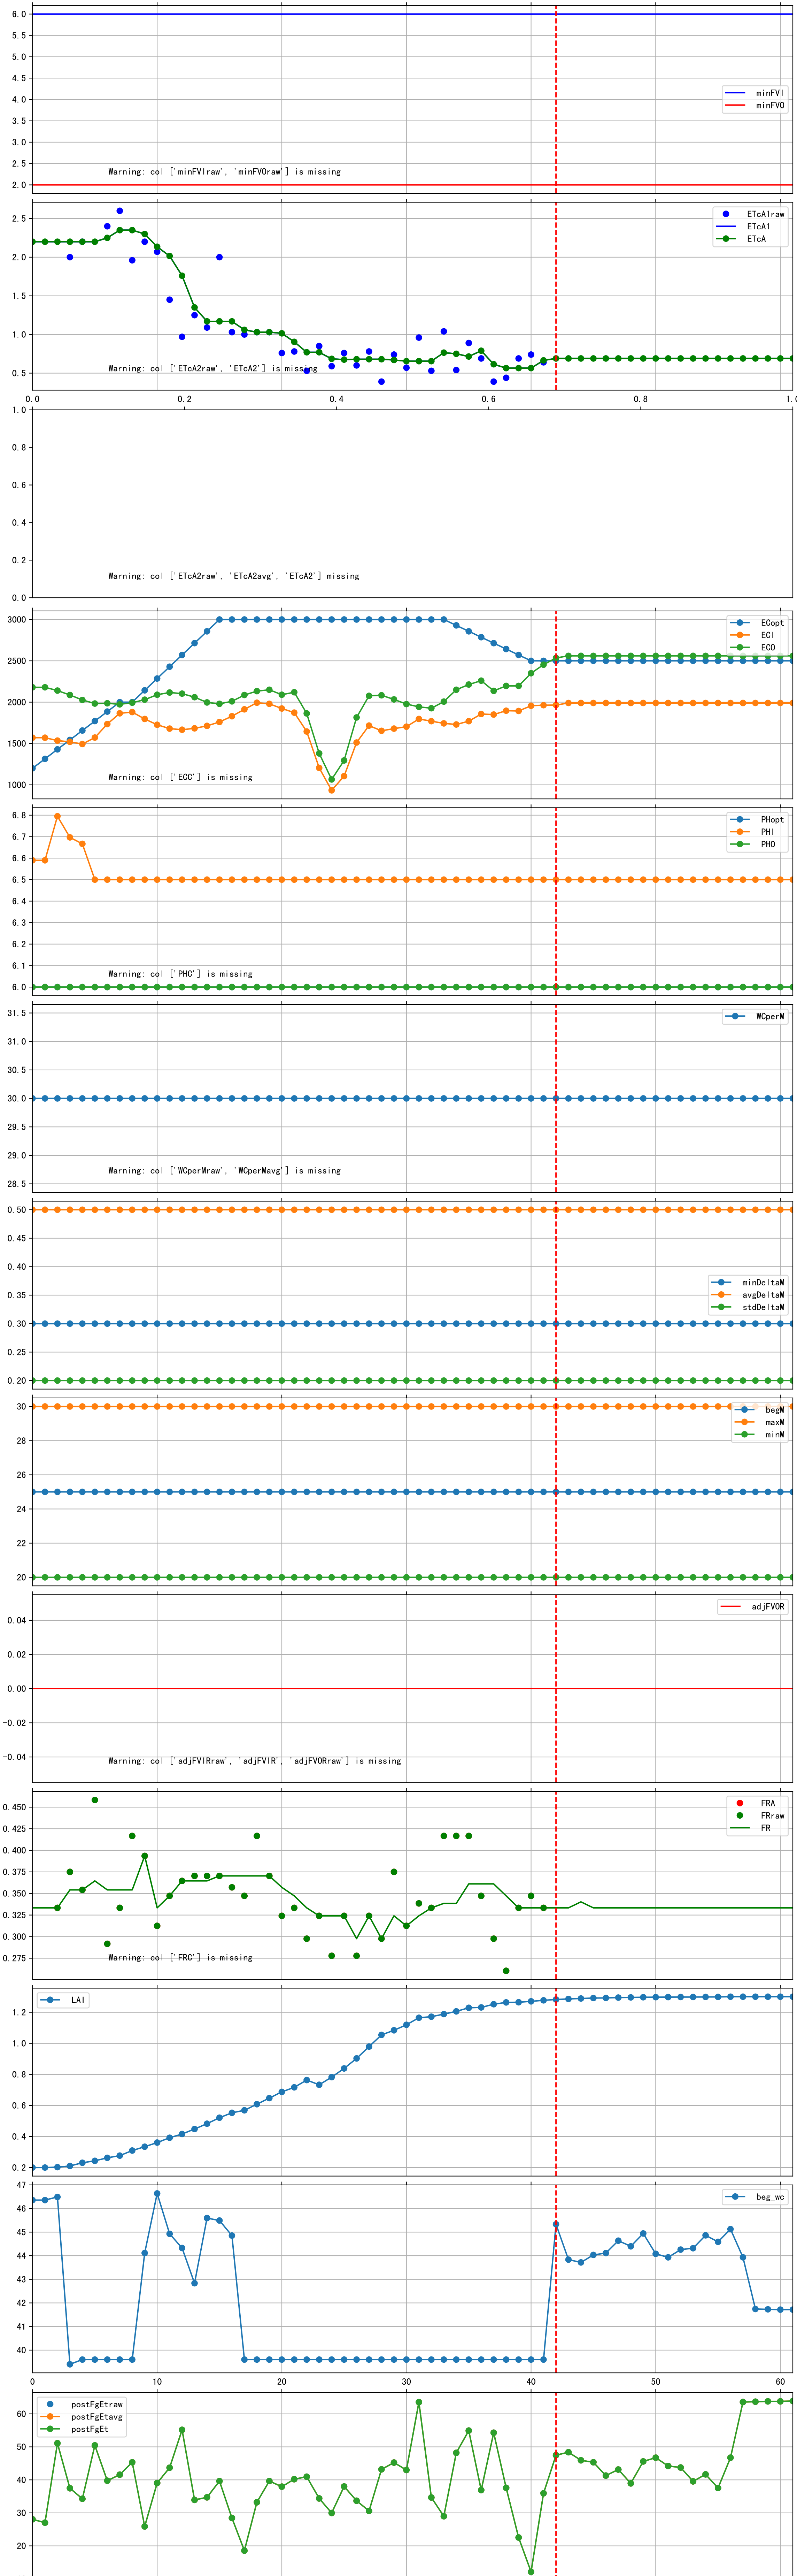 6.0
5.5
5.0
4.5
4.0
3.5
3.0
2.5
2.0
minFVI
minFVO
Warning: col ['minFVIraw', 'minFVOraw'] is missing
2.5
2.0
1.5
1.0
0.5
ETcA1raw
ETcA1
ETcA
Warning: col ['ETcA2raw', 'ETcA2'] is missing
0.0 0.2 0.4 0.6 0.8 1.0
1.0
0.8
0.6
0.4
0.2
0.0
Warning: col ['ETcA2raw', 'ETcA2avg', 'ETcA2'] missing
3000
2500
2000
1500
1000
ECopt
ECI
ECO
Warning: col ['ECC'] is missing
6.8
6.7
6.6
6.5
6.4
6.3
6.2
6.1
6.0
PHopt
PHI
PHO
Warning: col ['PHC'] is missing
31.5
31.0
30.5
30.0
29.5
29.0
28.5
WCperM
Warning: col ['WCperMraw', 'WCperMavg'] is missing
0.50
0.45
0.40
0.35
0.30
0.25
0.20
minDeltaM
avgDeltaM
stdDeltaM
30
28
26
24
22
20
begM
maxM
minM
0.04
0.02
0.00
-0.02
-0.04
adjFVOR
Warning: col ['adjFVIRraw', 'adjFVIR', 'adjFVORraw'] is missing
0.450
0.425
0.400
0.375
0.350
0.325
0.300
0.275
FRA
FRraw
FR
Warning: col ['FRC'] is missing
1.2
1.0
0.8
0.6
0.4
0.2
LAI
47
46
45
44
43
42
41
40
beg_wc
0 10 20 30 40 50 60
60
50
40
30
20
postFgEtraw
postFgEtavg
postFgEt